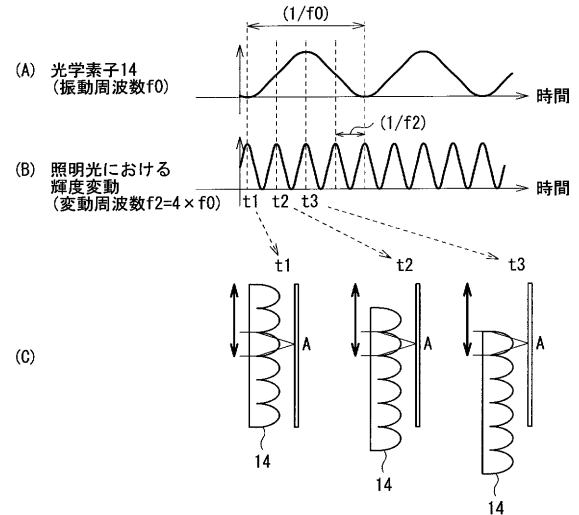 (1/f0)
(A) 光学素子14
(振動周波数f0)
時間
(1/f2)
(B) 照明光における
輝度変動
(変動周波数f2=4×f0)
時間
t1 t2 t3
t1 t2 t3
(C)
A A A
14 14 14